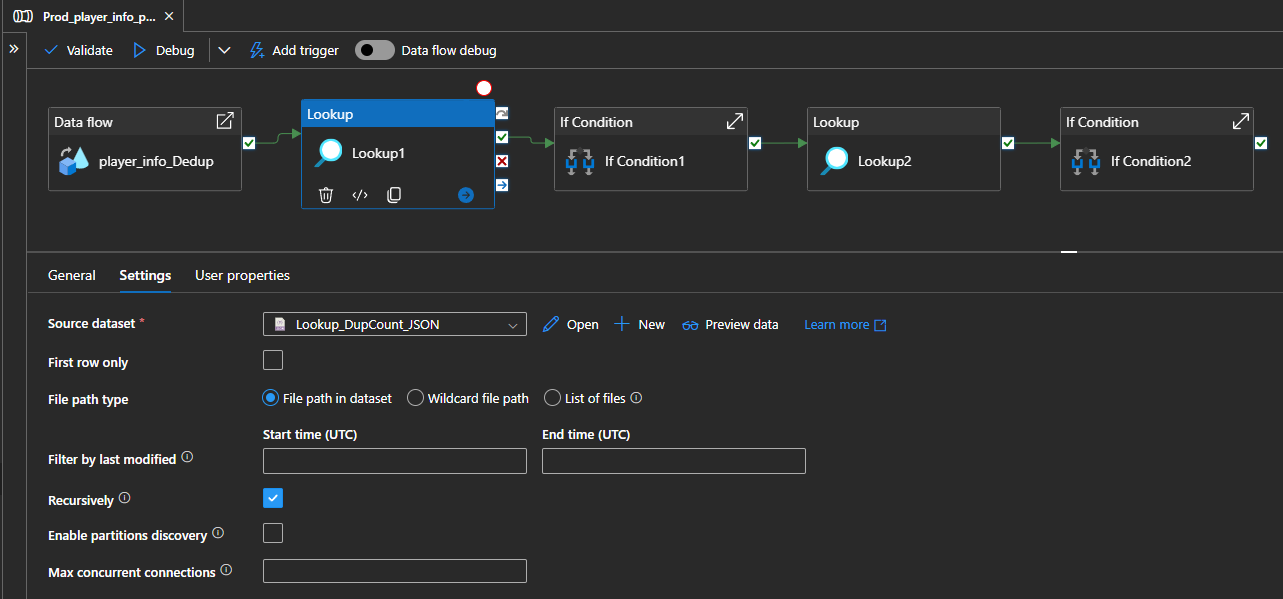 Prod_player_info_p...
Validate Debug Add trigger Data flow debug
Data flow
player_info_Dedup
Lookup
Lookup1
If Condition
If Condition1
Lookup
Lookup2
If Condition
If Condition2
General Settings User properties
Source dataset * Lookup_DupCount_JSON Open New Preview data Learn more
First row only
File path type File path in dataset Wildcard file path List of files
Start time (UTC) End time (UTC)
Filter by last modified
Recursively
Enable partitions discovery
Max concurrent connections